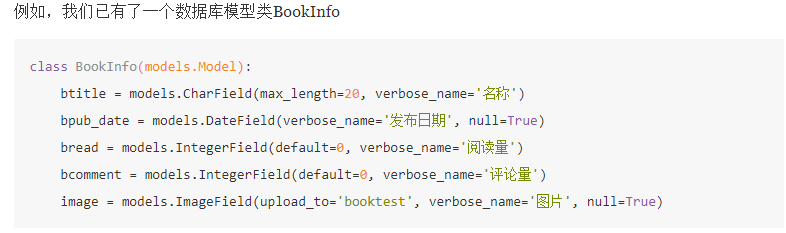 例如，我们已有了一个数据库模型类BookInfo
class BookInfo(models.Model):
    btitle = models.CharField(max_length=20, verbose_name='名称')
    bpub_date = models.DateField(verbose_name='发布日期', null=True)
    bread = models.IntegerField(default=0, verbose_name='阅读量')
    bcomment = models.IntegerField(default=0, verbose_name='评论量')
    image = models.ImageField(upload_to='booktest', verbose_name='图片', null=True)